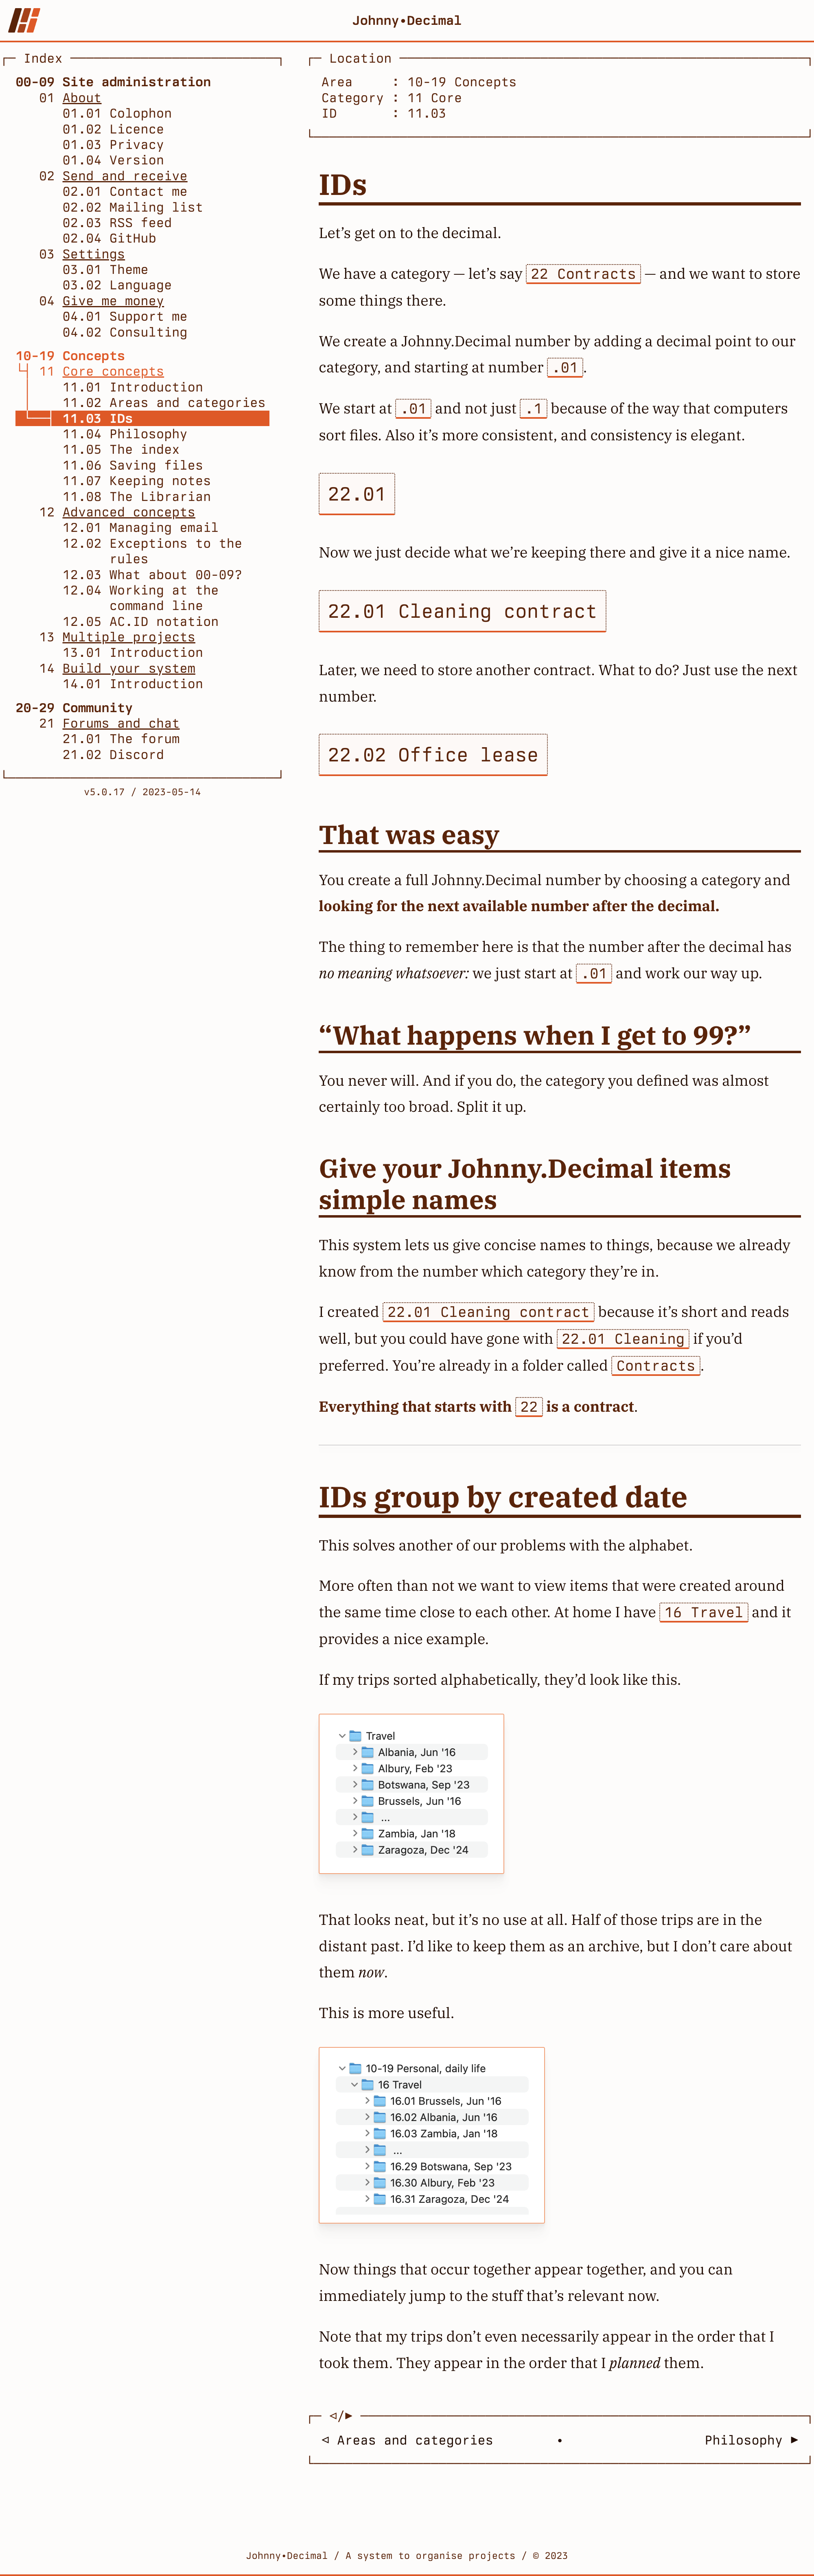 Johnny•Decimal
Index
00-09 Site administration
01 About
01.01 Colophon
01.02 Licence
01.03 Privacy
01.04 Version
02 Send and receive
02.01 Contact me
02.02 Mailing list
02.03 RSS feed
02.04 GitHub
03 Settings
03.01 Theme
03.02 Language
04 Give me money
04.01 Support me
04.02 Consulting
10-19 Concepts
11 Core concepts
11.01 Introduction
11.02 Areas and categories
11.03 IDs
11.04 Philosophy
11.05 The index
11.06 Saving files
11.07 Keeping notes
11.08 The Librarian
12 Advanced concepts
12.01 Managing email
12.02 Exceptions to the
rules
12.03 What about 00-09?
12.04 Working at the
command line
12.05 AC.ID notation
13 Multiple projects
13.01 Introduction
14 Build your system
14.01 Introduction
20-29 Community
21 Forums and chat
21.01 The forum
21.02 Discord
v5.0.17 / 2023-05-14
Location
Area : 10-19 Concepts
Category : 11 Core
ID : 11.03
IDs
Let’s get on to the decimal.
We have a category — let’s say 22 Contracts — and we want to store
some things there.
We create a Johnny.Decimal number by adding a decimal point to our
category, and starting at number .01.
We start at .01 and not just .1 because of the way that computers
sort files. Also it’s more consistent, and consistency is elegant.
22.01
Now we just decide what we’re keeping there and give it a nice name.
22.01 Cleaning contract
Later, we need to store another contract. What to do? Just use the next
number.
22.02 Office lease
That was easy
You create a full Johnny.Decimal number by choosing a category and
looking for the next available number after the decimal.
The thing to remember here is that the number after the decimal has
no meaning whatsoever: we just start at .01 and work our way up.
“What happens when I get to 99?”
You never will. And if you do, the category you defined was almost
certainly too broad. Split it up.
Give your Johnny.Decimal items
simple names
This system lets us give concise names to things, because we already
know from the number which category they’re in.
I created 22.01 Cleaning contract because it’s short and reads
well, but you could have gone with 22.01 Cleaning if you’d
preferred. You’re already in a folder called Contracts.
Everything that starts with 22 is a contract.
IDs group by created date
This solves another of our problems with the alphabet.
More often than not we want to view items that were created around
the same time close to each other. At home I have 16 Travel and it
provides a nice example.
If my trips sorted alphabetically, they’d look like this.
Travel
Albania, Jun '16
Albury, Feb '23
Botswana, Sep '23
Brussels, Jun '16
...
Zambia, Jan '18
Zaragoza, Dec '24
That looks neat, but it’s no use at all. Half of those trips are in the
distant past. I’d like to keep them as an archive, but I don’t care about
them now.
This is more useful.
10-19 Personal, daily life
16 Travel
16.01 Brussels, Jun '16
16.02 Albania, Jun '16
16.03 Zambia, Jan '18
...
16.29 Botswana, Sep '23
16.30 Albury, Feb '23
16.31 Zaragoza, Dec '24
Now things that occur together appear together, and you can
immediately jump to the stuff that’s relevant now.
Note that my trips don’t even necessarily appear in the order that I
took them. They appear in the order that I planned them.
⊲/►
⊲ Areas and categories • Philosophy ►
Johnny•Decimal / A system to organise projects / © 2023